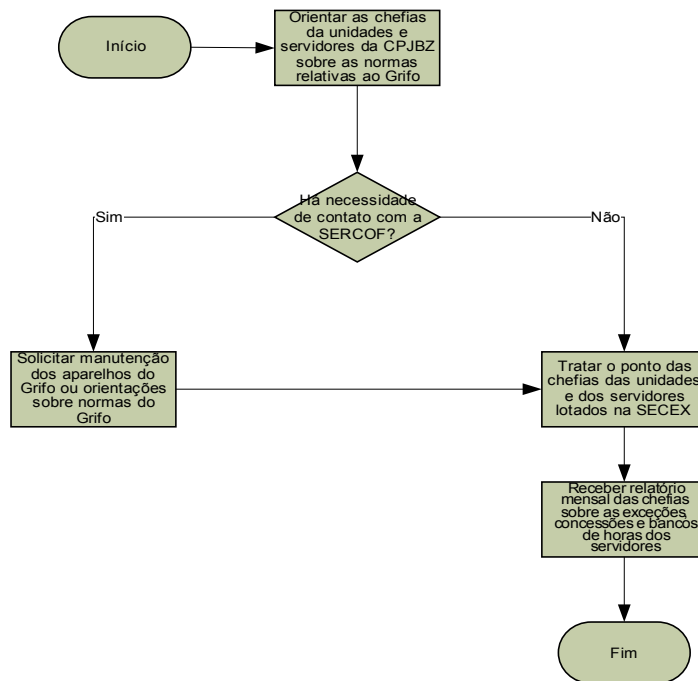 Início
Orientar as chefias
da unidades e
servidores da CPJBZ
sobre as normas
relativas ao Grifo
Há necessidade
de contato com a
SERCOF?
Sim
Não
Solicitar manutenção
dos aparelhos do
Grifo ou orientações
sobre normas do
Grifo
Tratar o ponto das
chefias das unidades
e dos servidores
lotados na SECEX
Receber relatório
mensal das chefias
sobre as exceções,
concessões e bancos
de horas dos
servidores
Fim